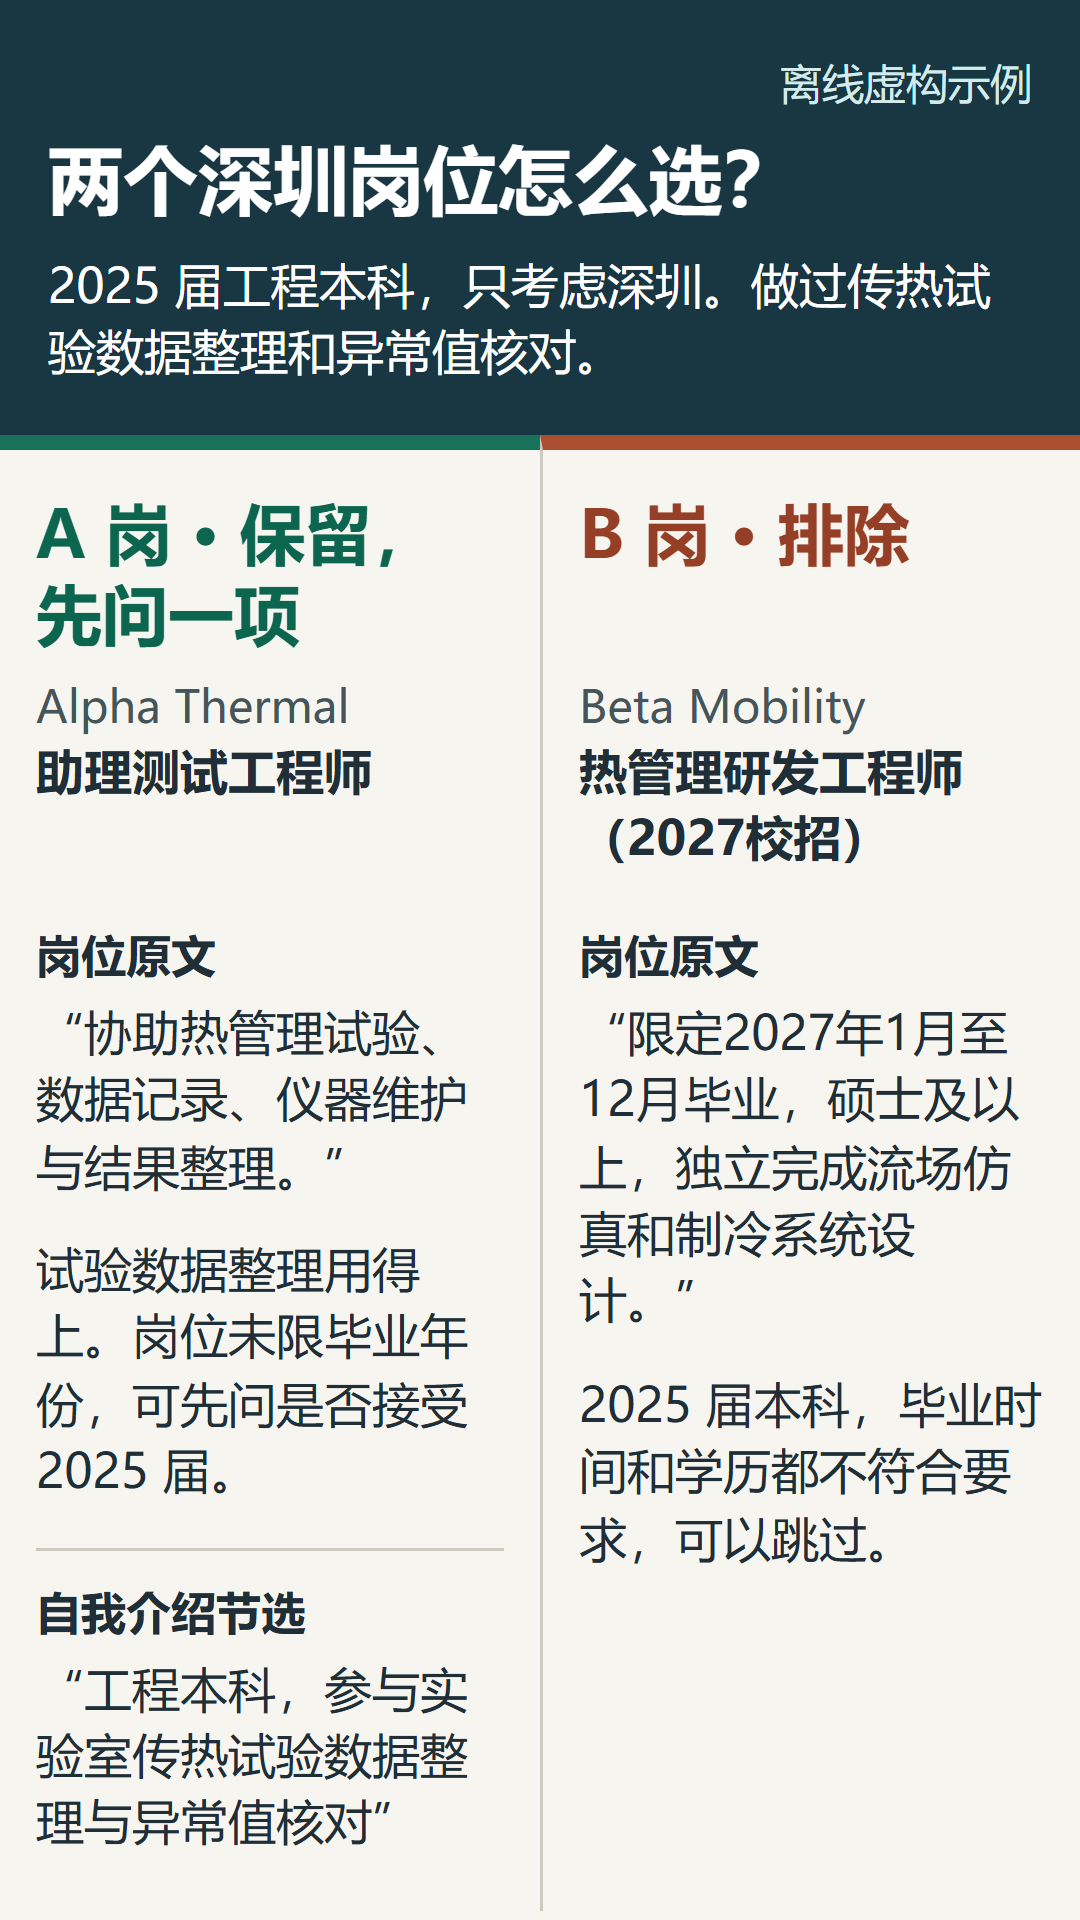 离线虚构示例
两个深圳岗位怎么选？
2025 届工程本科，只考虑深圳。做过传热试
验数据整理和异常值核对。
A 岗·保留，
先问一项
Alpha Thermal
助理测试工程师
岗位原文
“协助热管理试验、
数据记录、仪器维护
与结果整理。”
试验数据整理用得
上。岗位未限毕业年
份，可先问是否接受
2025 届。
自我介绍节选
“工程本科，参与实
验室传热试验数据整
理与异常值核对”
B 岗·排除
Beta Mobility
热管理研发工程师
（2027校招）
岗位原文
“限定2027年1月至
12月毕业，硕士及以
上，独立完成流场仿
真和制冷系统设
计。”
2025 届本科，毕业时
间和学历都不符合要
求，可以跳过。